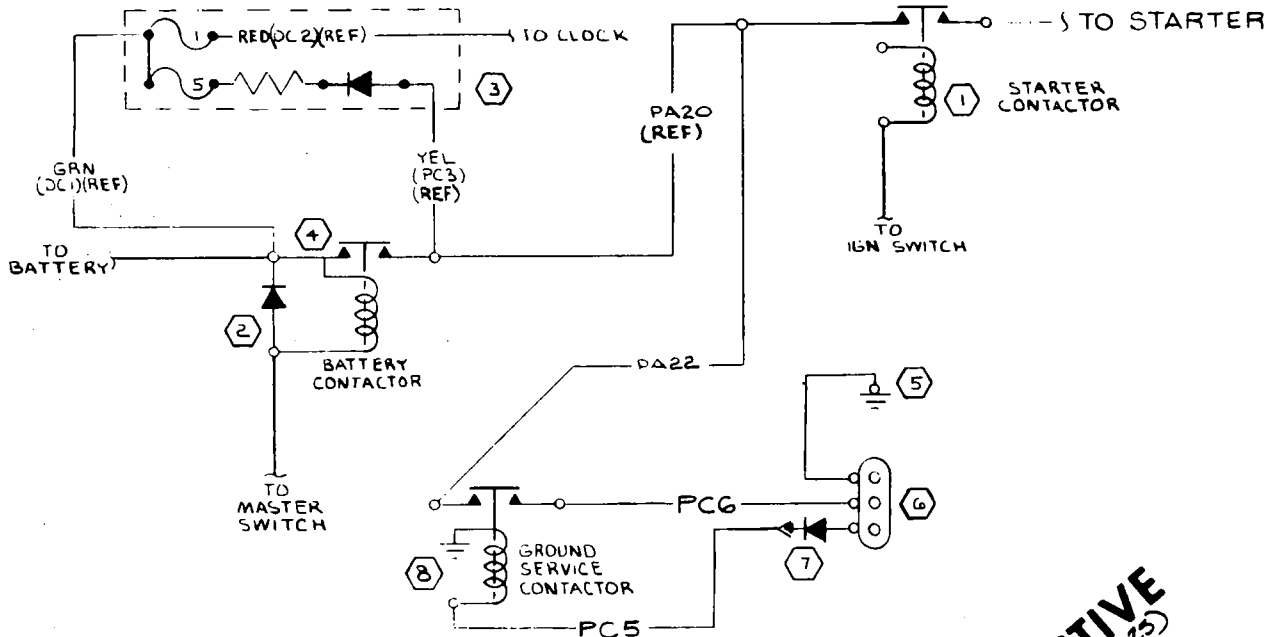 1 RED(DC2)(REF) TO CLOCK
5
3
TO STARTER
1
STARTER
CONTACTOR
PA20
(REF)
GRN
(DC1)(REF)
YEL
(PC3)
(REF)
TO
IGN SWITCH
4
TO
BATTERY
2
BATTERY
CONTACTOR
PA22
5
TO
MASTER
SWITCH
PC6
6
7
8
GROUND
SERVICE
CONTACTOR
PC5